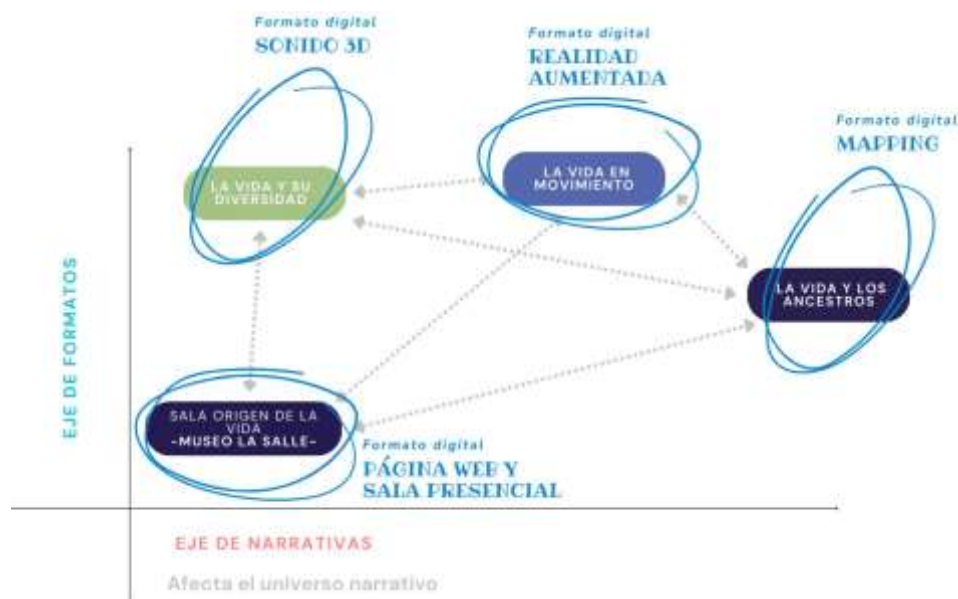 Formato digital
SONIDO 3D
Formato digital
REALIDAD
AUMENTADA
Formato digital
MAPPING
LA VIDA Y SU
DIVERSIDAD
LA VIDA EN
MOVIMIENTO
LA VIDA Y LOS
ANCESTROS
EJE DE FORMATOS
SALA ORIGEN DE LA
VIDA
-MUSEO LA SALLE-
Formato digital
PÁGINA WEB Y
SALA PRESENCIAL
EJE DE NARRATIVAS
Afecta el universo narrativo